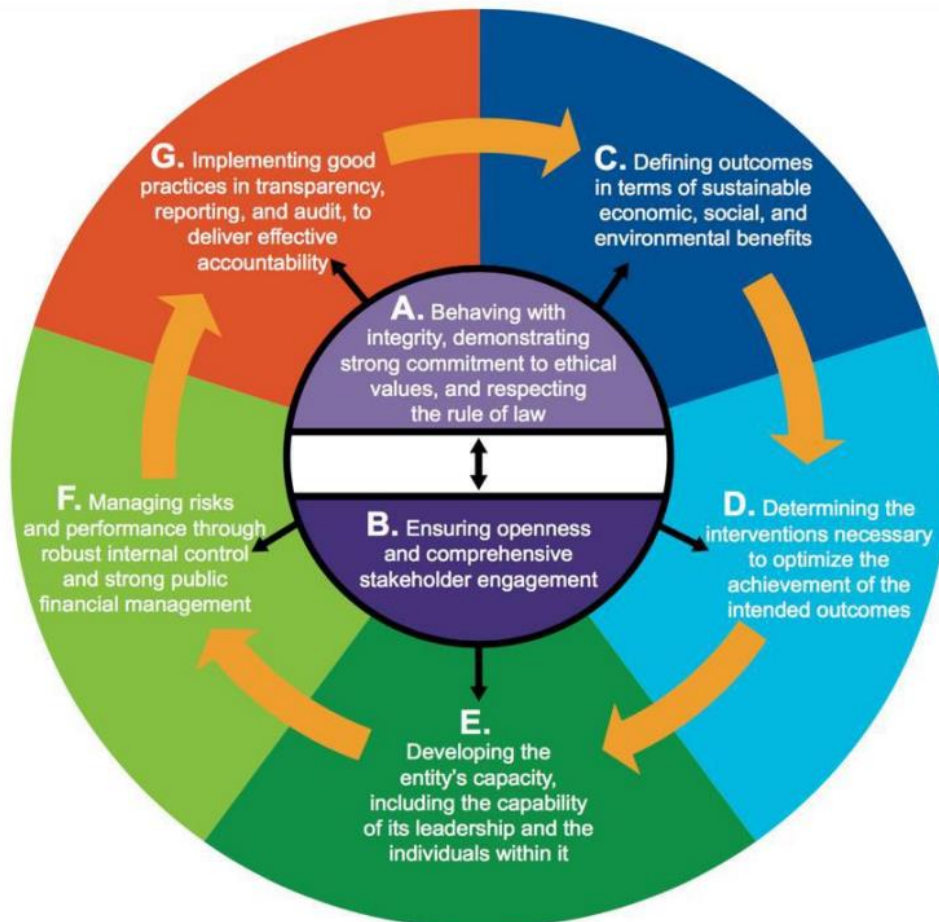 A. Behaving with
integrity, demonstrating
strong commitment to ethical
values, and respecting
the rule of law
B. Ensuring openness
and comprehensive
stakeholder engagement
C. Defining outcomes
in terms of sustainable
economic, social, and
environmental benefits
D. Determining the
interventions necessary
to optimize the
achievement of the
intended outcomes
E.
Developing the
entity's capacity,
including the capability
of its leadership and the
individuals within it
F. Managing risks
and performance through
robust internal control
and strong public
financial management
G. Implementing good
practices in transparency,
reporting, and audit, to
deliver effective
accountability